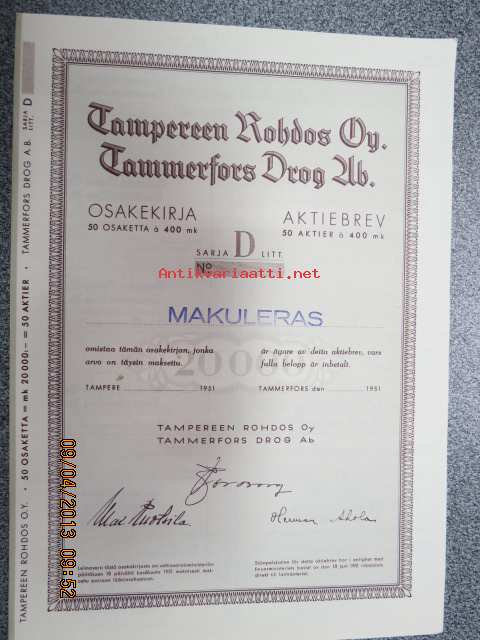 Tampereen Rohdos Oy.
Tammerfors Drog Ab.
OSAKEKIRJA
50 OSAKETTA à 400 mk
AKTIEBREV
50 AKTIER à 400 mk
SARJA D LITT.
No
Antikvariaatti.net
MAKULERAS
20000
omistaa tämän osakekirjan, jonka
arvo on täysin maksettu.
är ägare av detta aktiebrev, vars
fulla belopp är inbetalt.
TAMPERE 1951
TAMMERFORS den 1951
TAMPEREEN ROHDOS Oy
TAMMERFORS DROG Ab
TAMPEREEN ROHDOS O.Y. • 50 OSAKETTA = mk 20 000:— = 50 AKTIER • TAMMERFORS DROG A.B. SARJA LITT. D
09/04/2013 09:52